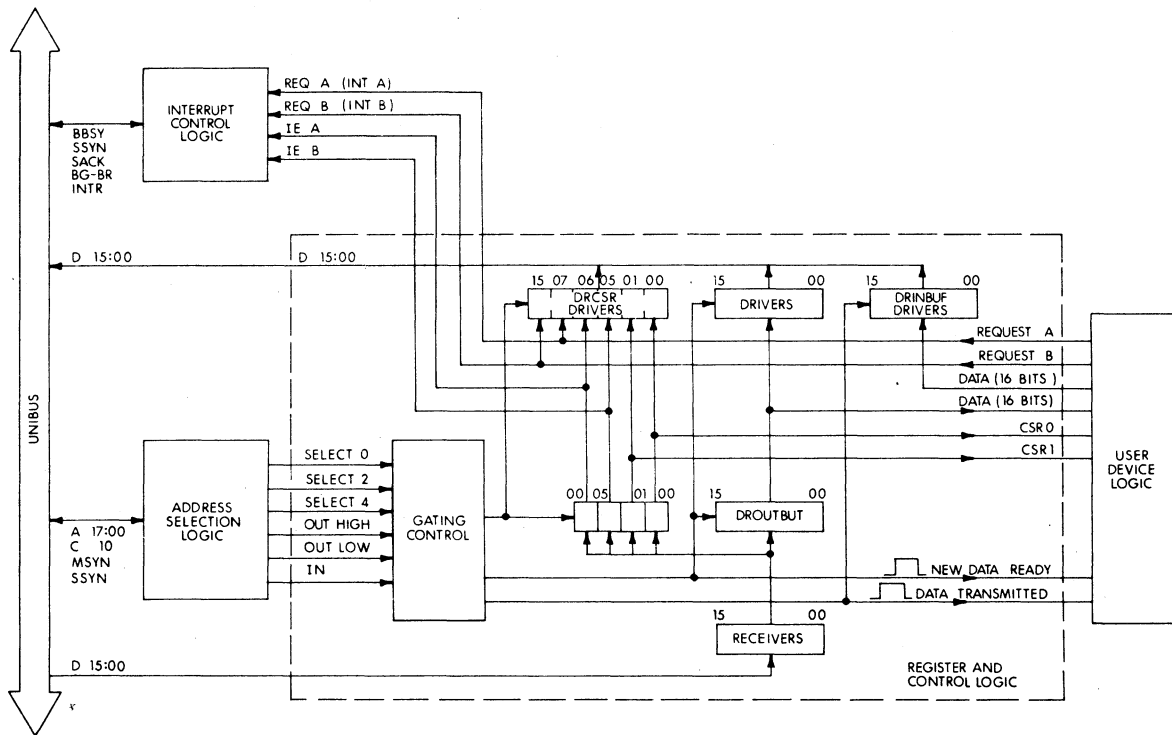 REQ A (INT A)
REQ B (INT B)
IE A
IE B
INTERRUPT
CONTROL
LOGIC
BBSY
SSYN
SACK
BG-BR
INTR
D 15:00
D 15:00
15 07 06 05 01 00
DRCSR
DRIVERS
15 00
DRIVERS
15 00
DRINBUF
DRIVERS
REQUEST A
REQUEST B
DATA (16 BITS)
DATA (16 BITS)
CSR 0
CSR 1
USER
DEVICE
LOGIC
UNIBUS
ADDRESS
SELECTION
LOGIC
A 17:00
C 10
MSYN
SSYN
SELECT 0
SELECT 2
SELECT 4
OUT HIGH
OUT LOW
IN
GATING
CONTROL
00 05 01 00
15 00
DROUTBUT
NEW DATA READY
DATA TRANSMITTED
15 00
RECEIVERS
D 15:00
REGISTER AND
CONTROL LOGIC